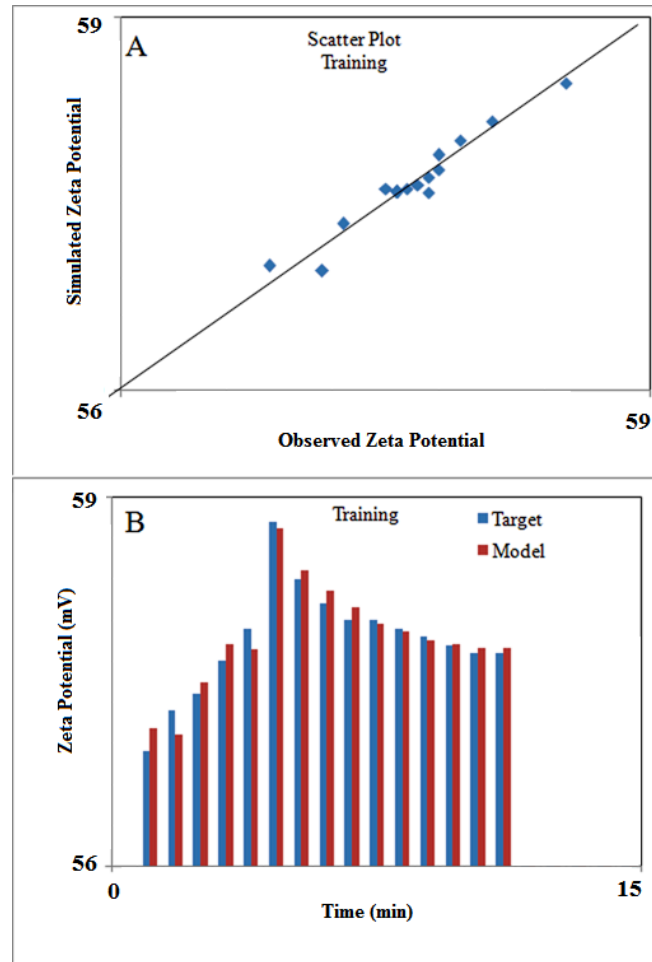 59
A
Scatter Plot
Training
Simulated Zeta Potential
56
59
Observed Zeta Potential
59
B
Training
Target
Model
Zeta Potential (mV)
56
0
15
Time (min)